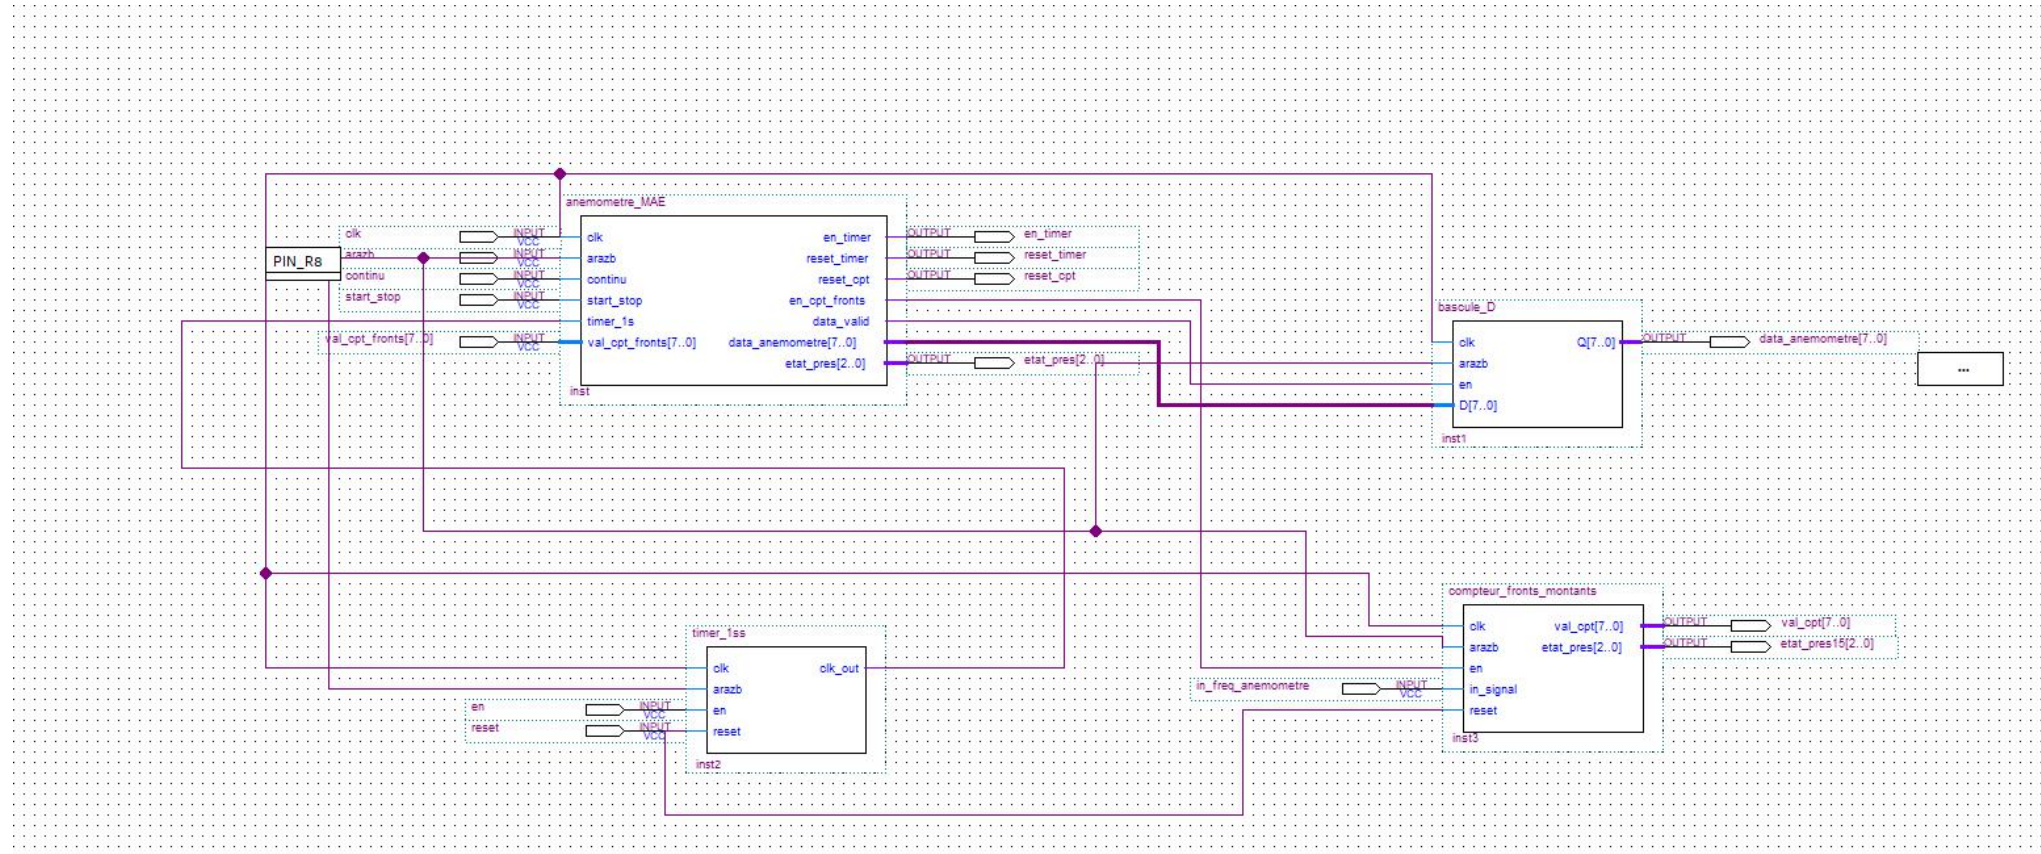 anemometre_MAE
clk INPUT VCC clk en_timer OUTPUT en_timer
PIN_R8 arazb INPUT VCC arazb reset_timer OUTPUT reset_timer
continu INPUT VCC continu reset_cpt OUTPUT reset_cpt
start_stop INPUT VCC start_stop en_cpt_fronts
timer_1s data_valid
val_cpt_fronts[7..0] INPUT VCC val_cpt_fronts[7..0] data_anemometre[7..0]
etat_pres[2..0] OUTPUT etat_pres[2..0]
inst
bascule_D
clk Q[7..0] OUTPUT data_anemometre[7..0]
arazb
...
en
D[7..0]
inst1
timer_1ss
clk clk_out
arazb
en INPUT VCC en
reset INPUT VCC reset
inst2
compteur_fronts_montants
clk val_cpt[7..0] OUTPUT val_cpt[7..0]
arazb etat_pres[2..0] OUTPUT etat_pres15[2..0]
en
in_freq_anemometre INPUT VCC in_signal
reset
inst3